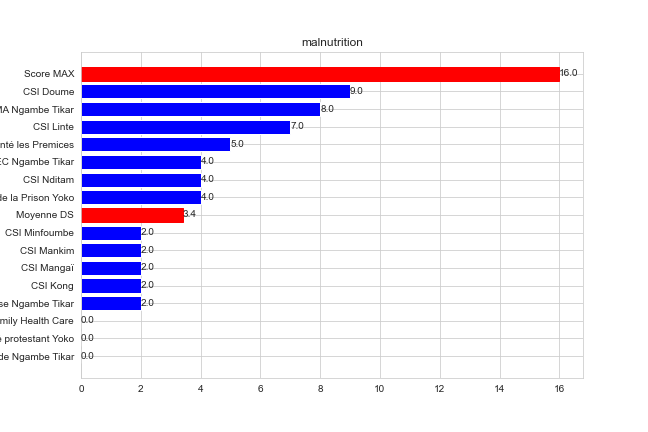 malnutrition
Score MAX 16.0
CSI Doume 9.0
MA Ngambe Tikar 8.0
CSI Linte 7.0
nté les Premices 5.0
EC Ngambe Tikar 4.0
CSI Nditam 4.0
de la Prison Yoko 4.0
Moyenne DS 3.4
CSI Minfoumbe 2.0
CSI Mankim 2.0
CSI Mangaï 2.0
CSI Kong 2.0
se Ngambe Tikar 2.0
mily Health Care 0.0
protestant Yoko 0.0
de Ngambe Tikar 0.0
0 2 4 6 8 10 12 14 16